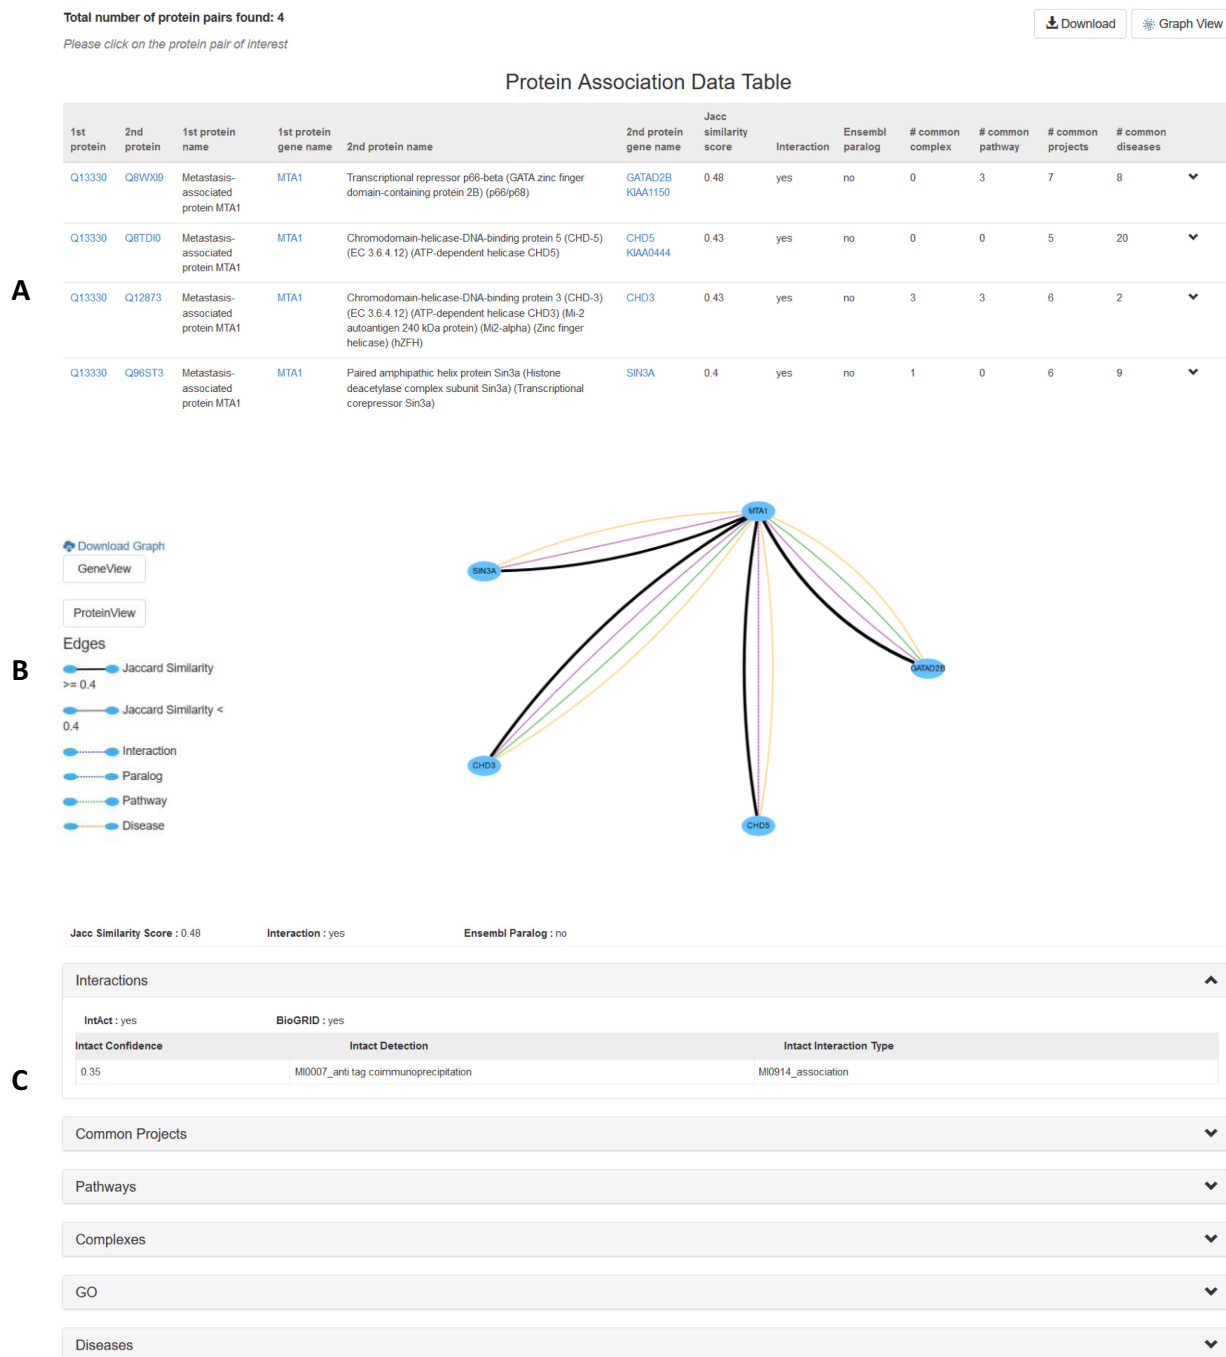 Total number of protein pairs found: 4
Download
Graph View
Please click on the protein pair of interest
Protein Association Data Table
1st protein
2nd protein
1st protein name
1st protein gene name
2nd protein name
2nd protein gene name
Jacc similarity score
Interaction
Ensembl paralog
# common complex
# common pathway
# common projects
# common diseases
Q13330 Q8WXI9 Metastasis- MTA1 Transcriptional repressor p66-beta (GATA zinc finger GATAD2B 0.48 yes no 0 3 7 8
associated domain-containing protein 2B) (p66/p68) KIAA1150
protein MTA1
Q13330 Q8TDI0 Metastasis- MTA1 Chromodomain-helicase-DNA-binding protein 5 (CHD-5) CHD5 0.43 yes no 0 0 5 20
associated (EC 3.6.4.12) (ATP-dependent helicase CHD5) KIAA0444
protein MTA1
A
Q13330 Q12873 Metastasis- MTA1 Chromodomain-helicase-DNA-binding protein 3 (CHD-3) CHD3 0.43 yes no 3 3 6 2
associated (EC 3.6.4.12) (ATP-dependent helicase CHD3) (Mi-2
protein MTA1 autoantigen 240 kDa protein) (Mi2-alpha) (Zinc finger
helicase) (hZFH)
Q13330 Q96ST3 Metastasis- MTA1 Paired amphipathic helix protein Sin3a (Histone SIN3A 0.4 yes no 1 0 6 9
associated deacetylase complex subunit Sin3a) (Transcriptional
protein MTA1 corepressor Sin3a)
B
Download Graph
GeneView
ProteinView
Edges
Jaccard Similarity
>= 0.4
Jaccard Similarity <
0.4
Interaction
Paralog
Pathway
Disease
MTA1
SIN3A
GATAD2B
CHD3
CHD5
C
Jacc Similarity Score : 0.48 Interaction : yes Ensembl Paralog : no
Interactions
IntAct : yes BioGRID : yes
Intact Confidence Intact Detection Intact Interaction Type
0.35 MI0007_anti tag coimmunoprecipitation MI0914_association
Common Projects
Pathways
Complexes
GO
Diseases